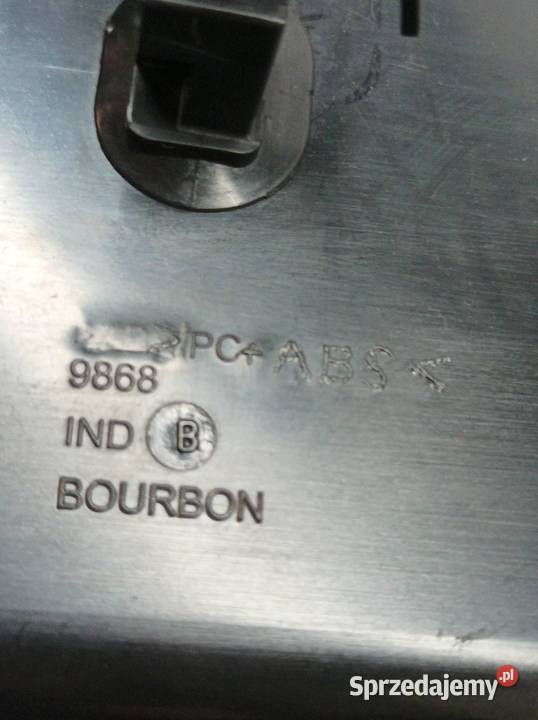 >PC+ABS<
9868
IND B
BOURBON
Sprzedajemy.pl